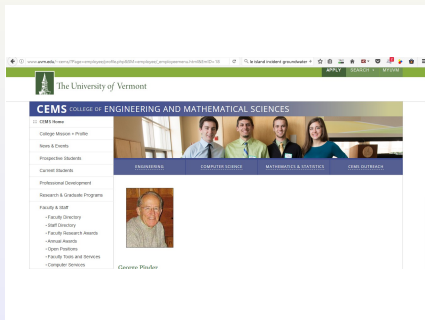 APPLY SEARCH MYUVM
The University of Vermont
CEMS COLLEGE OF ENGINEERING AND MATHEMATICAL SCIENCES
CEMS Home
College Mission + Profile
News & Events
Prospective Students
Current Students
Professional Development
Research & Graduate Programs
Faculty & Staff
Faculty Directory
Staff Directory
Faculty Research Awards
Annual Awards
Open Positions
Faculty Tools and Services
Computer Services
ENGINEERING COMPUTER SCIENCE MATHEMATICS & STATISTICS CEMS OUTREACH
George Pinder